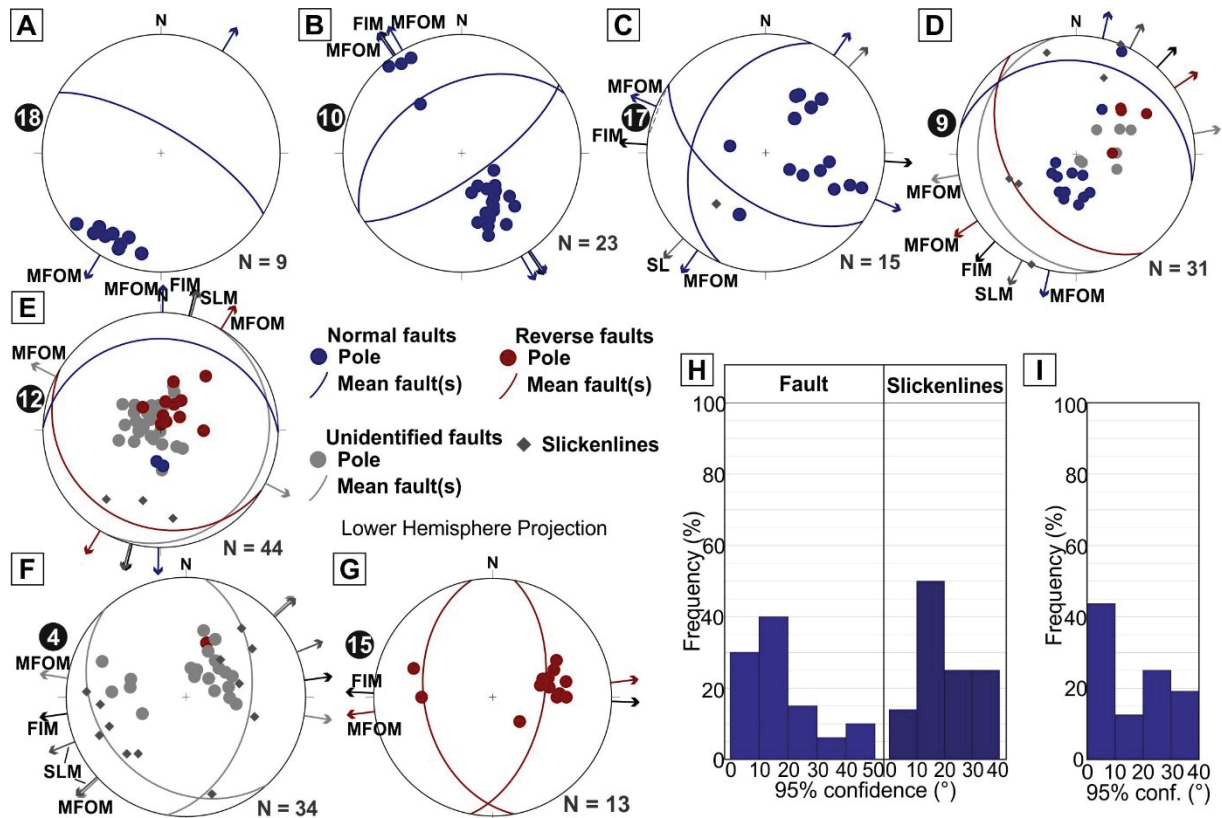 A
N
18
MFOM
N = 9
B
N
FIM MFOM
MFOM
10
N = 23
C
N
MFOM
17
FIM
SL
MFOM
N = 15
D
N
9
MFOM
MFOM
FIM
SLM
MFOM
N = 31
E
MFOM FIM
N
SLM
MFOM
MFOM
12
N = 44
Normal faults
Pole
Mean fault(s)
Reverse faults
Pole
Mean fault(s)
Unidentified faults
Pole
Mean fault(s)
Slickenlines
Lower Hemisphere Projection
F
N
4
MFOM
FIM
SLM
MFOM
N = 34
G
N
15
FIM
MFOM
N = 13
H
Fault
Slickenlines
Frequency (%)
100
80
60
40
20
0
0 10 20 30 40 50 0 10 20 30 40
95% confidence (°)
I
Frequency (%)
100
80
60
40
20
0
0 10 20 30 40
95% conf. (°)